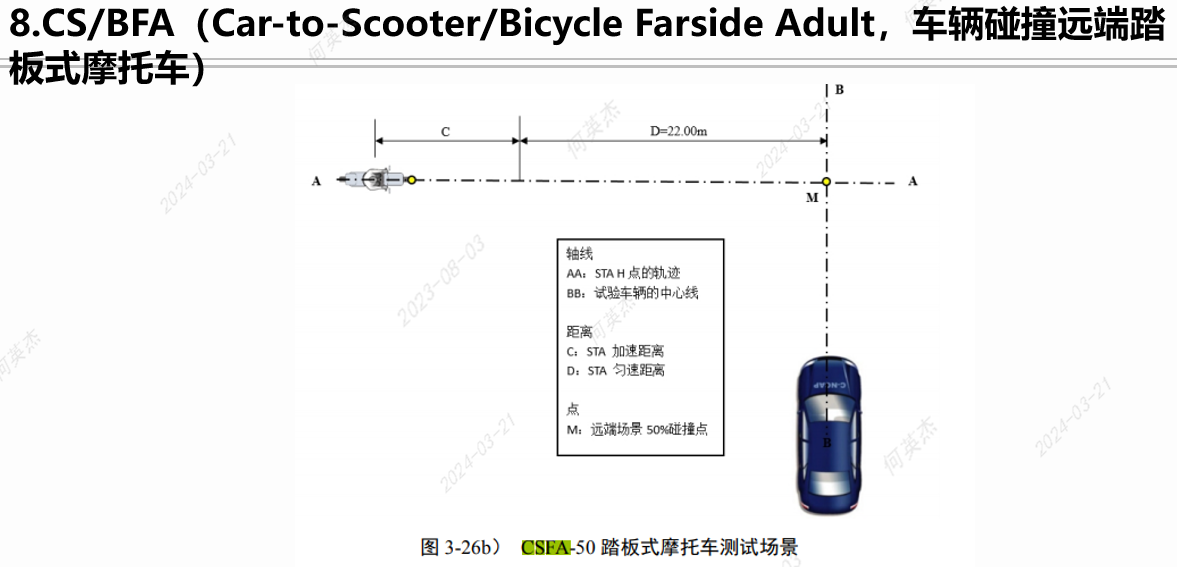 8.CS/BFA（Car-to-Scooter/Bicycle Farside Adult，车辆碰撞远端踏
板式摩托车）
B
C
D=22.00m
A
A
M
轴线
AA：STA H 点的轨迹
BB：试验车辆的中心线
距离
C：STA 加速距离
D：STA 匀速距离
点
M：远端场景 50%碰撞点
C-NCAP
B
图 3-26b） CSFA-50 踏板式摩托车测试场景
何英杰
何英杰
2024-03-21
2024-03-21
2023-08-03
何英杰
何英杰
2024-03-21
何英杰
2024-03-21